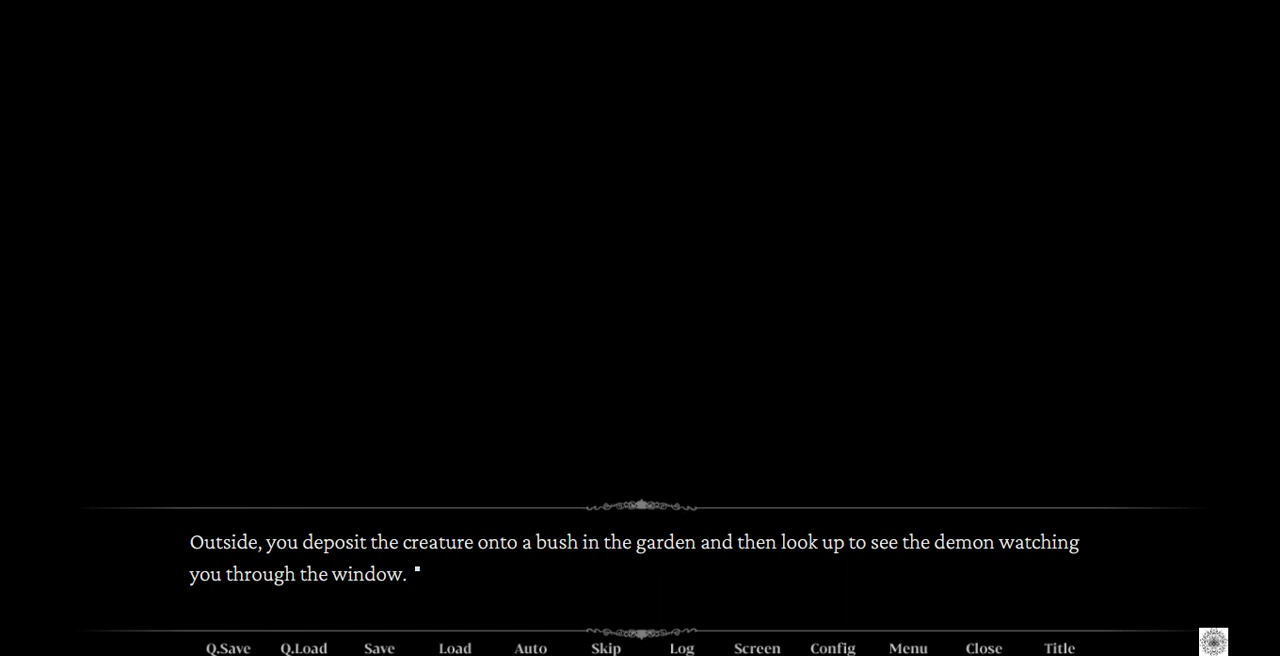 Outside, you deposit the creature onto a bush in the garden and then look up to see the demon watching
you through the window.
Q.Save Q.Load Save Load Auto Skip Log Screen Config Menu Close Title